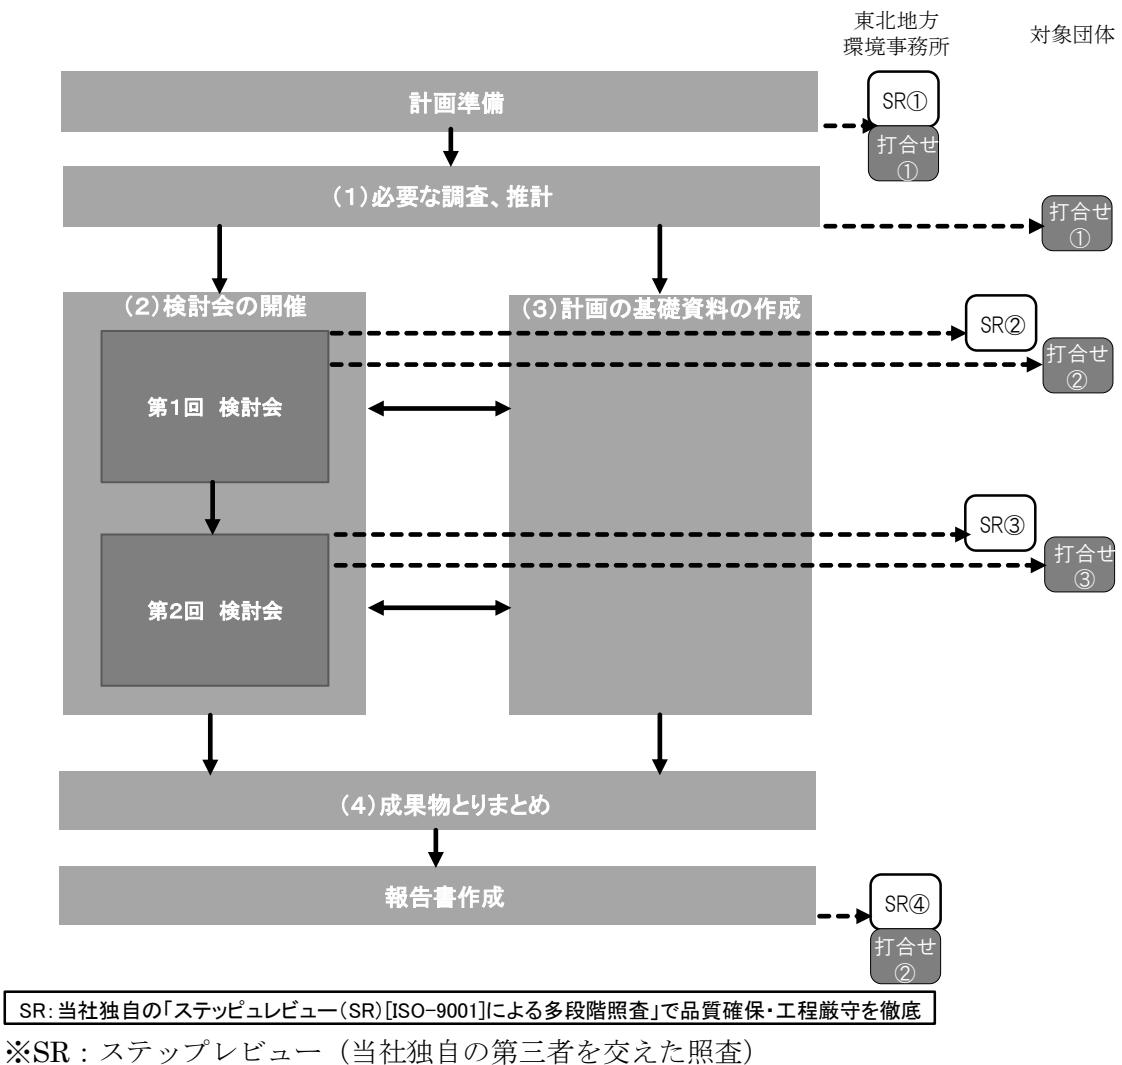 東北地方
環境事務所
対象団体
計画準備
SR①
打合せ
①
(1)必要な調査、推計
打合せ
①
(2)検討会の開催
(3)計画の基礎資料の作成
SR②
打合せ
②
第1回 検討会
SR③
打合せ
③
第2回 検討会
(4)成果物とりまとめ
報告書作成
SR④
打合せ
②
SR:当社独自の「ステッピュレビュー(SR)[ISO-9001]による多段階照査」で品質確保・工程厳守を徹底
※SR:ステップレビュー(当社独自の第三者を交えた照査)